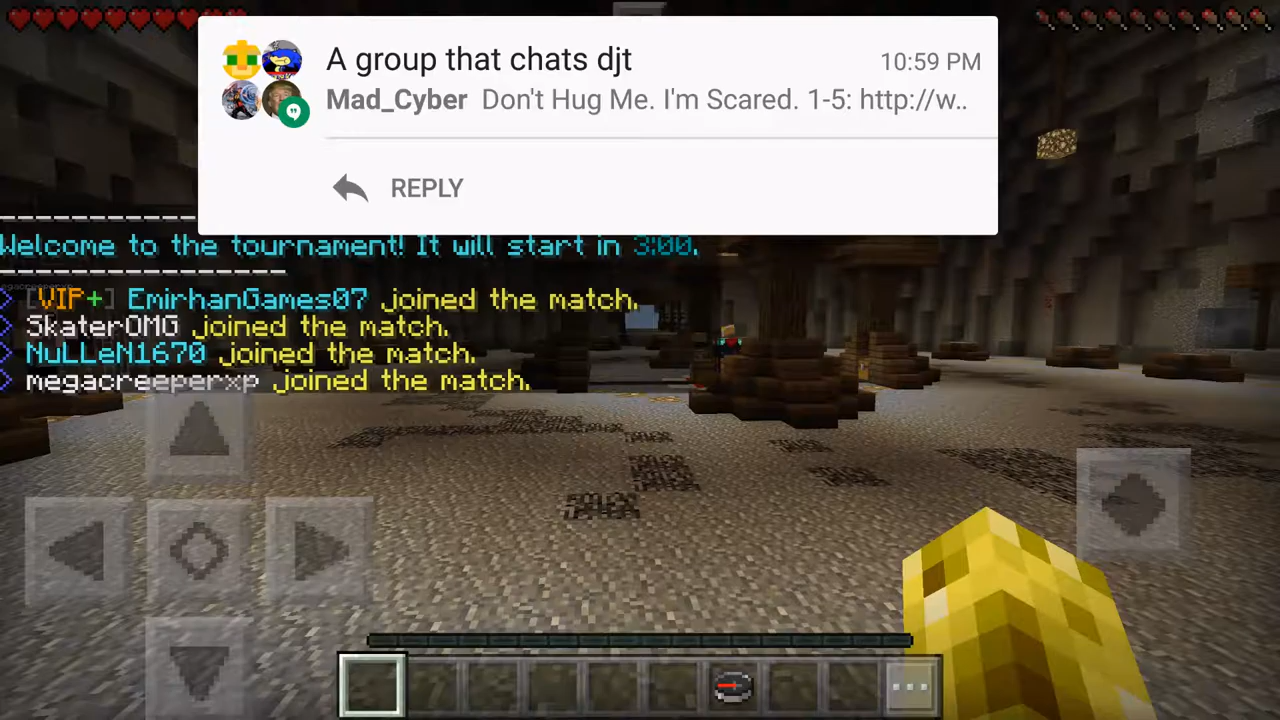 A group that chats djt
10:59 PM
Mad_Cyber Don't Hug Me. I'm Scared. 1-5: http://w..
REPLY
Welcome to the tournament! It will start in 3:00.
[VIP+] EmirhanGames07 joined the match.
SkaterOMG joined the match.
NuLLeN1670 joined the match.
megacreeperxp joined the match.